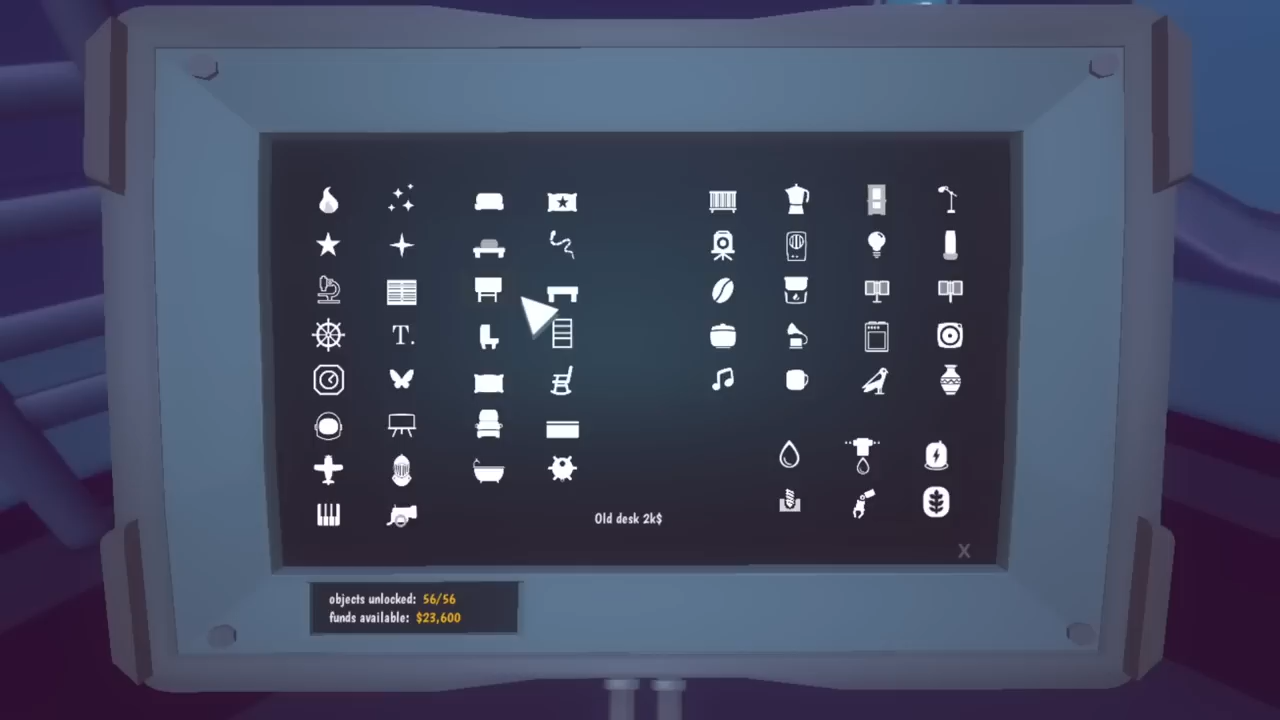 T.
Old desk 2k$
X
objects unlocked: 56/56
funds available: $23,600